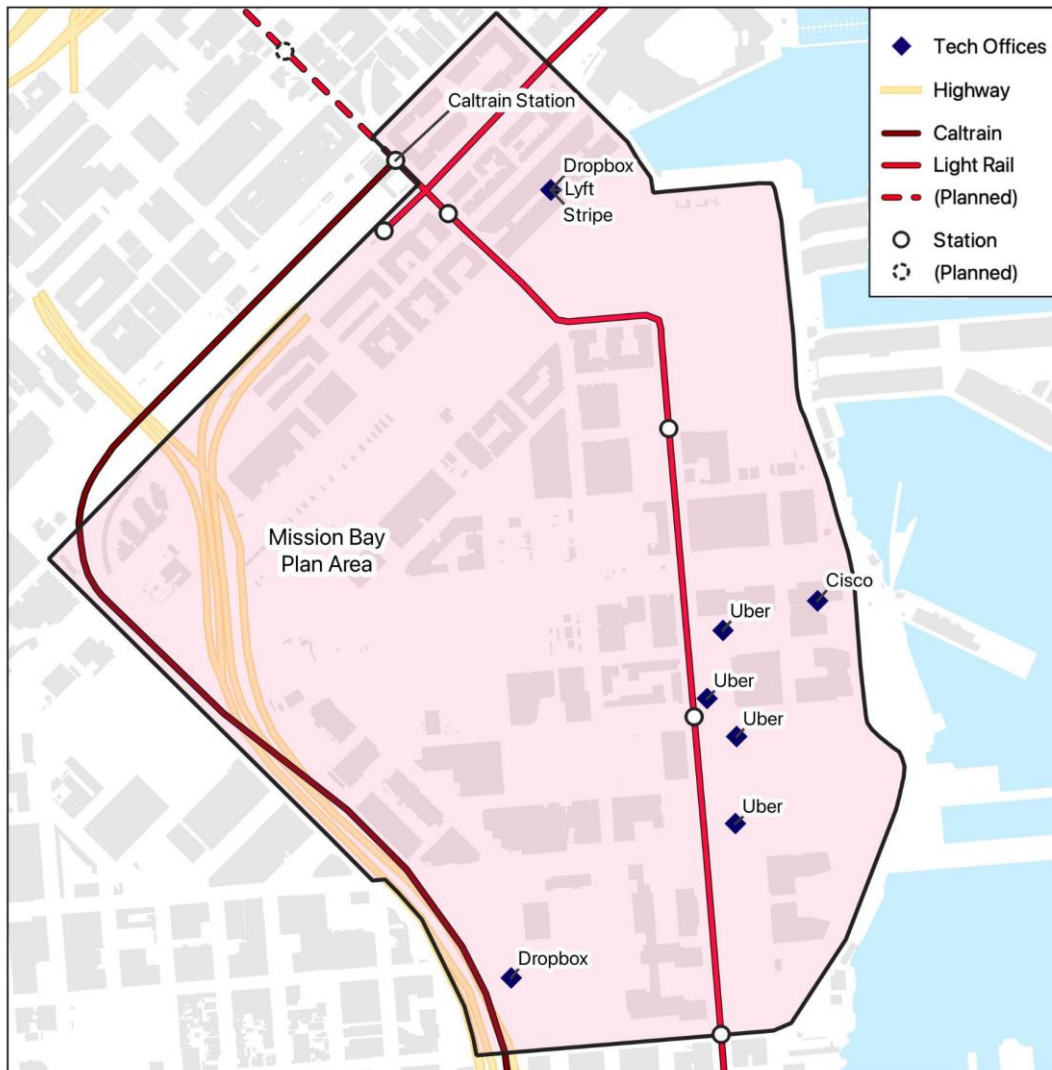 Tech Offices
Highway
Caltrain
Light Rail
(Planned)
Station
(Planned)
Caltrain Station
Dropbox
Lyft
Stripe
Mission Bay
Plan Area
Cisco
Uber
Uber
Uber
Uber
Dropbox